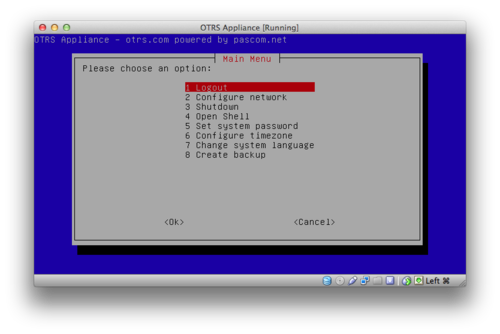 OTRS Appliance [Running]
OTRS Appliance - otrs.com powered by pascom.net
Main Menu
Please choose an option:
1 Logout
2 Configure network
3 Shutdown
4 Open Shell
5 Set system password
6 Configure timezone
7 Change system language
8 Create backup
<Ok> <Cancel>
Left ⌘